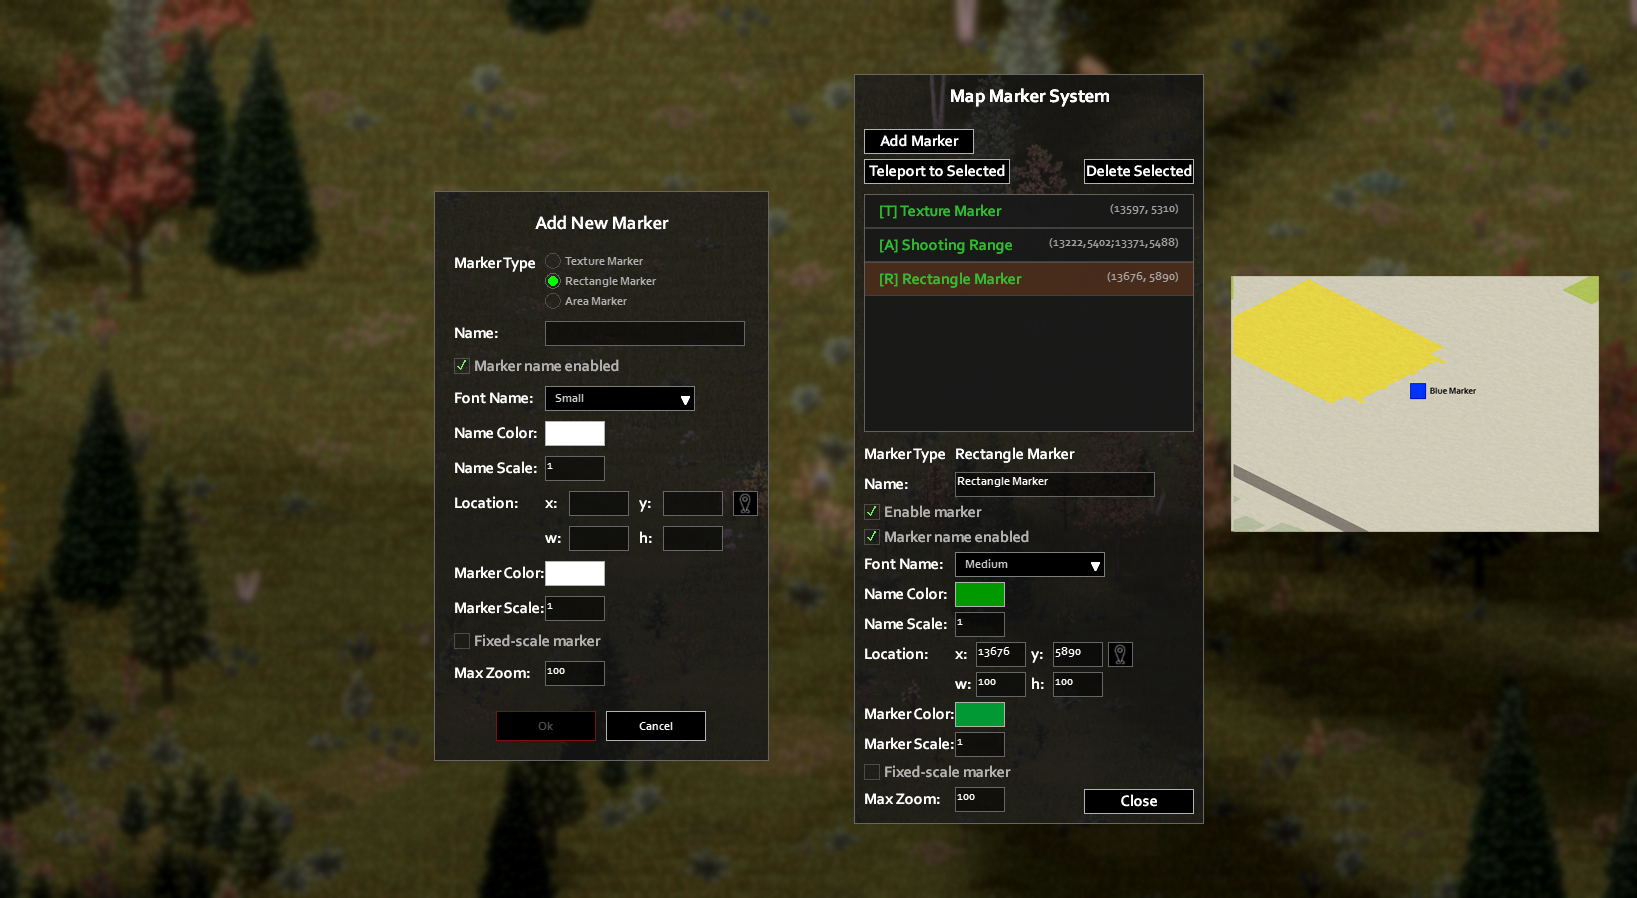 Add New Marker
Marker Type
Texture Marker
Rectangle Marker
Area Marker
Name:
Marker name enabled
Font Name: Small
Name Color:
Name Scale: 1
Location: x: y:
w: h:
Marker Color:
Marker Scale: 1
Fixed-scale marker
Max Zoom: 100
Ok Cancel
Map Marker System
Add Marker
Teleport to Selected Delete Selected
[T] Texture Marker (13597, 5310)
[A] Shooting Range (13222,5402;13371,5488)
[R] Rectangle Marker (13676, 5890)
Marker Type Rectangle Marker
Name: Rectangle Marker
Enable marker
Marker name enabled
Font Name: Medium
Name Color:
Name Scale: 1
Location: x: 13676 y: 5890
w: 100 h: 100
Marker Color:
Marker Scale: 1
Fixed-scale marker
Max Zoom: 100
Close
Blue Marker